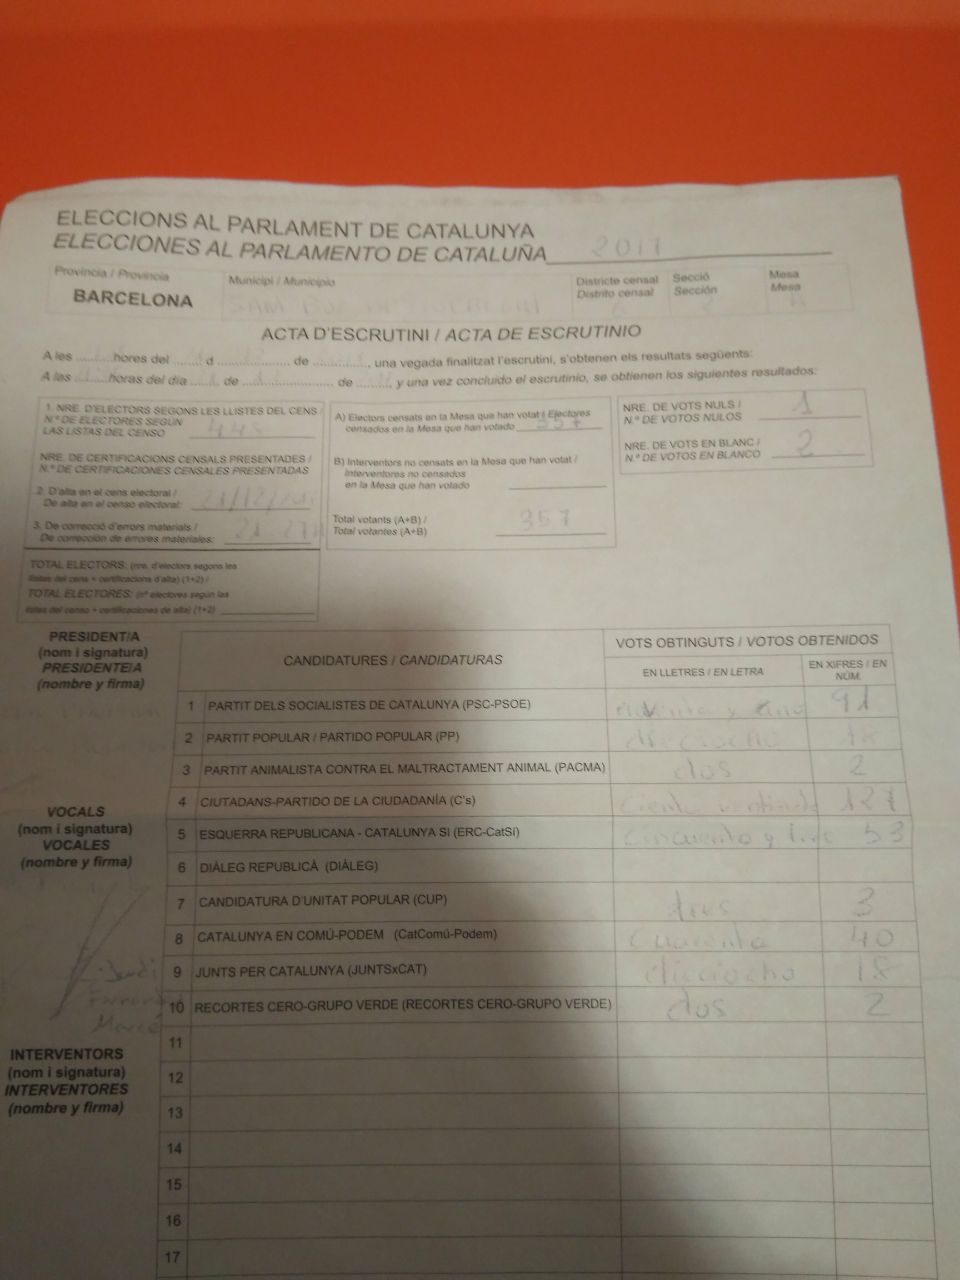 ELECCIONS AL PARLAMENT DE CATALUNYA
ELECCIONES AL PARLAMENTO DE CATALUÑA 2017
Provincia / Provincia
BARCELONA
Municipi / Municipio
Districte censal
Distrito censal
Secció
Sección
Mesa
Mesa
ACTA D'ESCRUTINI / ACTA DE ESCRUTINIO
A les hores del d de , una vegada finalitzat l'escrutini, s'obtenen els resultats següents:
A las horas del día de de y una vez concluido el escrutinio, se obtienen los siguientes resultados:
1. NRE. D'ELECTORS SEGONS LES LLISTES DEL CENS /
N.º DE ELECTORES SEGÚN
LAS LISTAS DEL CENSO 445
NRE. DE CERTIFICACIONS CENSALS PRESENTADES /
N.º DE CERTIFICACIONES CENSALES PRESENTADAS
2. D'alta en el cens electoral /
De alta en el censo electoral:
3. De correcció d'errors materials /
De corrección de errores materiales:
TOTAL ELECTORS: (nre. d'electors segons les
llistes del cens + certificacions d'alta) (1+2) /
TOTAL ELECTORES: (nº electores según las
listas del censo + certificaciones de alta) (1+2)
A) Electors censats en la Mesa que han votat / Electores
censados en la Mesa que han votado 357
B) Interventors no censats en la Mesa que han votat /
Interventores no censados
en la Mesa que han votado
Total votants (A+B) /
Total votantes (A+B) 357
NRE. DE VOTS NULS /
N.º DE VOTOS NULOS 1
NRE. DE VOTS EN BLANC /
N.º DE VOTOS EN BLANCO 2
PRESIDENT/A
(nom i signatura)
PRESIDENTE/A
(nombre y firma)
VOCALS
(nom i signatura)
VOCALES
(nombre y firma)
INTERVENTORS
(nom i signatura)
INTERVENTORES
(nombre y firma)
CANDIDATURES / CANDIDATURAS
VOTS OBTINGUTS / VOTOS OBTENIDOS
EN LLETRES / EN LETRA
EN XIFRES / EN NÚM.
1 PARTIT DELS SOCIALISTES DE CATALUNYA (PSC-PSOE) noventa y uno 91
2 PARTIT POPULAR / PARTIDO POPULAR (PP) dieciocho 18
3 PARTIT ANIMALISTA CONTRA EL MALTRACTAMENT ANIMAL (PACMA) dos 2
4 CIUTADANS-PARTIDO DE LA CIUDADANÍA (C's) ciento 127
5 ESQUERRA REPUBLICANA - CATALUNYA SI (ERC-CatSí) cincuenta y 53
6 DIÀLEG REPUBLICÀ (DIÀLEG)
7 CANDIDATURA D'UNITAT POPULAR (CUP) tres 3
8 CATALUNYA EN COMÚ-PODEM (CatComú-Podem) cuarenta 40
9 JUNTS PER CATALUNYA (JUNTSxCAT) dieciocho 18
10 RECORTES CERO-GRUPO VERDE (RECORTES CERO-GRUPO VERDE) dos 2
11
12
13
14
15
16
17